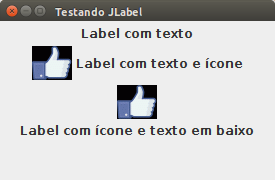 Testando JLabel
Label com texto
Label com texto e ícone
Label com ícone e texto em baixo